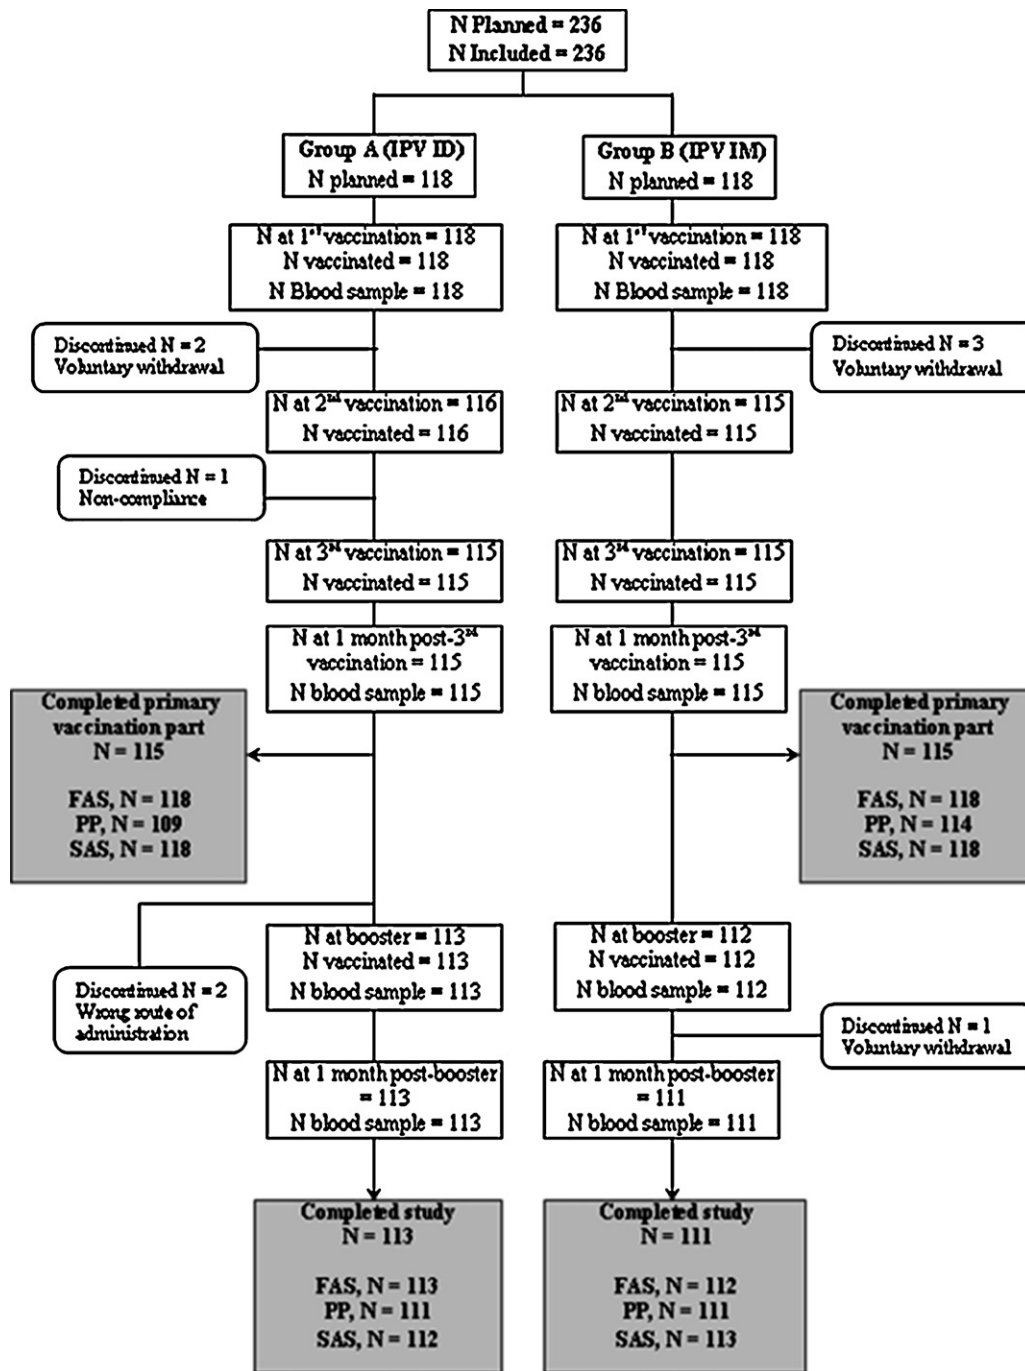 N Planned = 236
N Included = 236
Group A (IPV ID)
N planned = 118
Group B (IPV IM)
N planned = 118
N at 1st vaccination = 118
N vaccinated = 118
N Blood sample = 118
N at 1st vaccination = 118
N vaccinated = 118
N Blood sample = 118
Discontinued N = 2
Voluntary withdrawal
Discontinued N = 3
Voluntary withdrawal
N at 2nd vaccination = 116
N vaccinated = 116
N at 2nd vaccination = 115
N vaccinated = 115
Discontinued N = 1
Non-compliance
N at 3rd vaccination = 115
N vaccinated = 115
N at 3rd vaccination = 115
N vaccinated = 115
N at 1 month post-3rd
vaccination = 115
N blood sample = 115
N at 1 month post-3rd
vaccination = 115
N blood sample = 115
Completed primary
vaccination part
N = 115
FAS, N = 118
PP, N = 109
SAS, N = 118
Completed primary
vaccination part
N = 115
FAS, N = 118
PP, N = 114
SAS, N = 118
N at booster = 113
N vaccinated = 113
N blood sample = 113
N at booster = 112
N vaccinated = 112
N blood sample = 112
Discontinued N = 2
Wrong route of
administration
Discontinued N = 1
Voluntary withdrawal
N at 1 month post-booster
= 113
N blood sample = 113
N at 1 month post-booster
= 111
N blood sample = 111
Completed study
N = 113
FAS, N = 113
PP, N = 111
SAS, N = 112
Completed study
N = 111
FAS, N = 112
PP, N = 111
SAS, N = 113